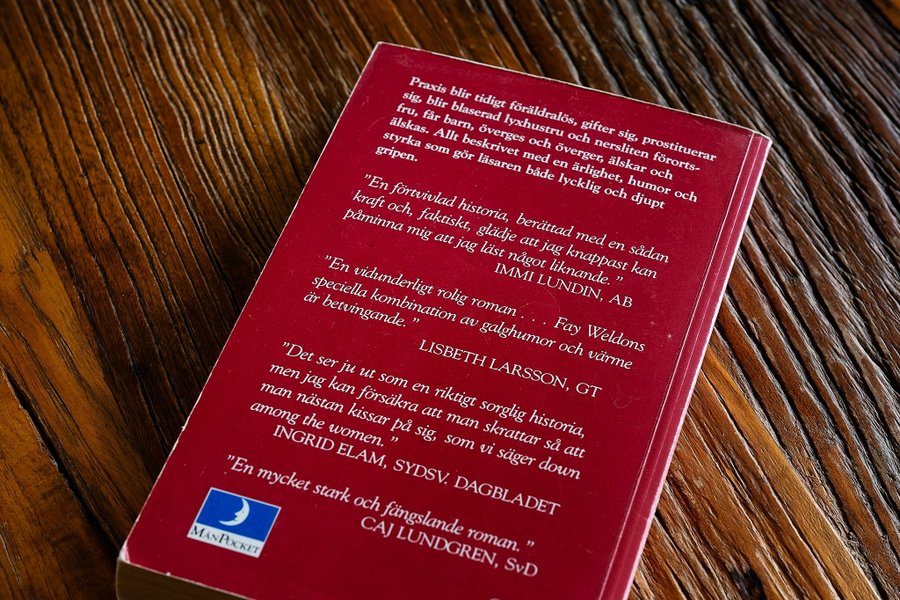 Praxis blir tidigt föräldralös, gifter sig, prostituerar
sig, blir blaserad lyxhustru och nersliten förorts-
fru, får barn, överges och överger, älskar och
älskas. Allt beskrivet med en ärlighet, humor och
styrka som gör läsaren både lycklig och djupt
gripen.
"En förtvivlad historia, berättad med en sådan
kraft och, faktiskt, glädje att jag knappast kan
påminna mig att jag läst något liknande."
IMMI LUNDIN, AB
"En vidunderligt rolig roman . . . Fay Weldons
speciella kombination av galghumor och värme
är betvingande."
LISBETH LARSSON, GT
"Det ser ju ut som en riktigt sorglig historia,
men jag kan försäkra att man skrattar så att
man nästan kissar på sig, som vi säger down
among the women."
INGRID ELAM, SYDSV. DAGBLADET
"En mycket stark och fängslande roman."
CAJ LUNDGREN, SvD
MANPOCKET